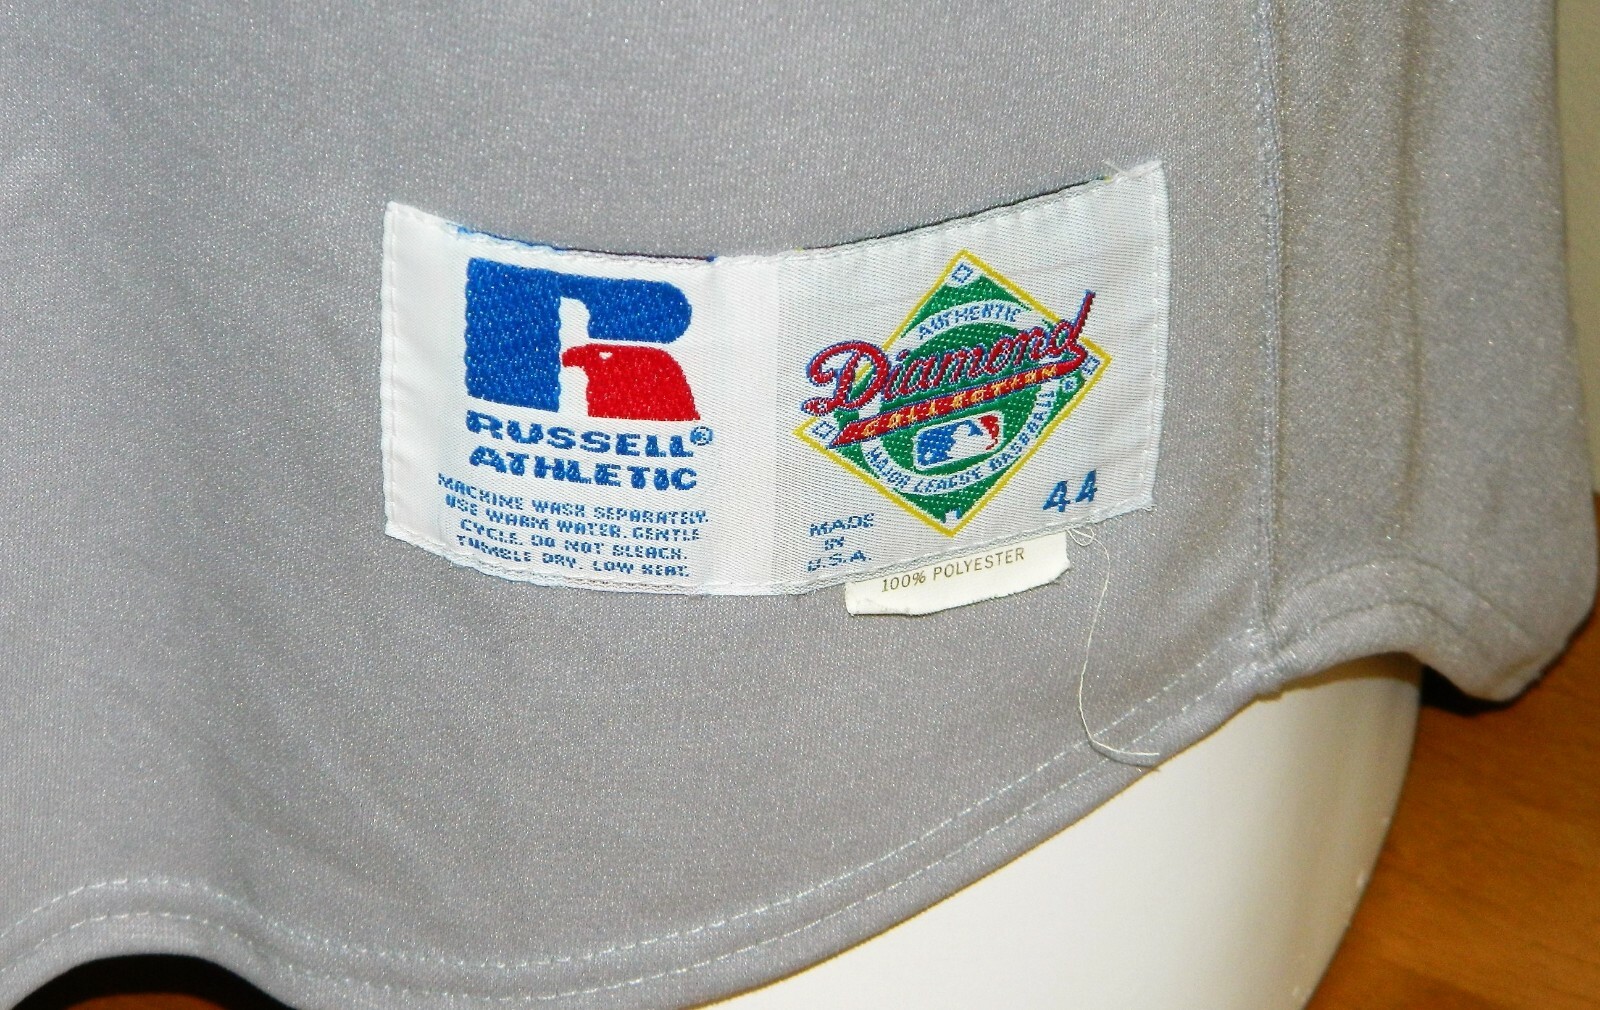 RUSSELL®
ATHLETIC
MACHINE WASH SEPARATELY.
USE WARM WATER. GENTLE
CYCLE. DO NOT BLEACH.
TUMBLE DRY. LOW HEAT.
AUTHENTIC
Diamond
COLLECTION
MAJOR LEAGUE BASEBALL
44
MADE
IN
U.S.A.
100% POLYESTER